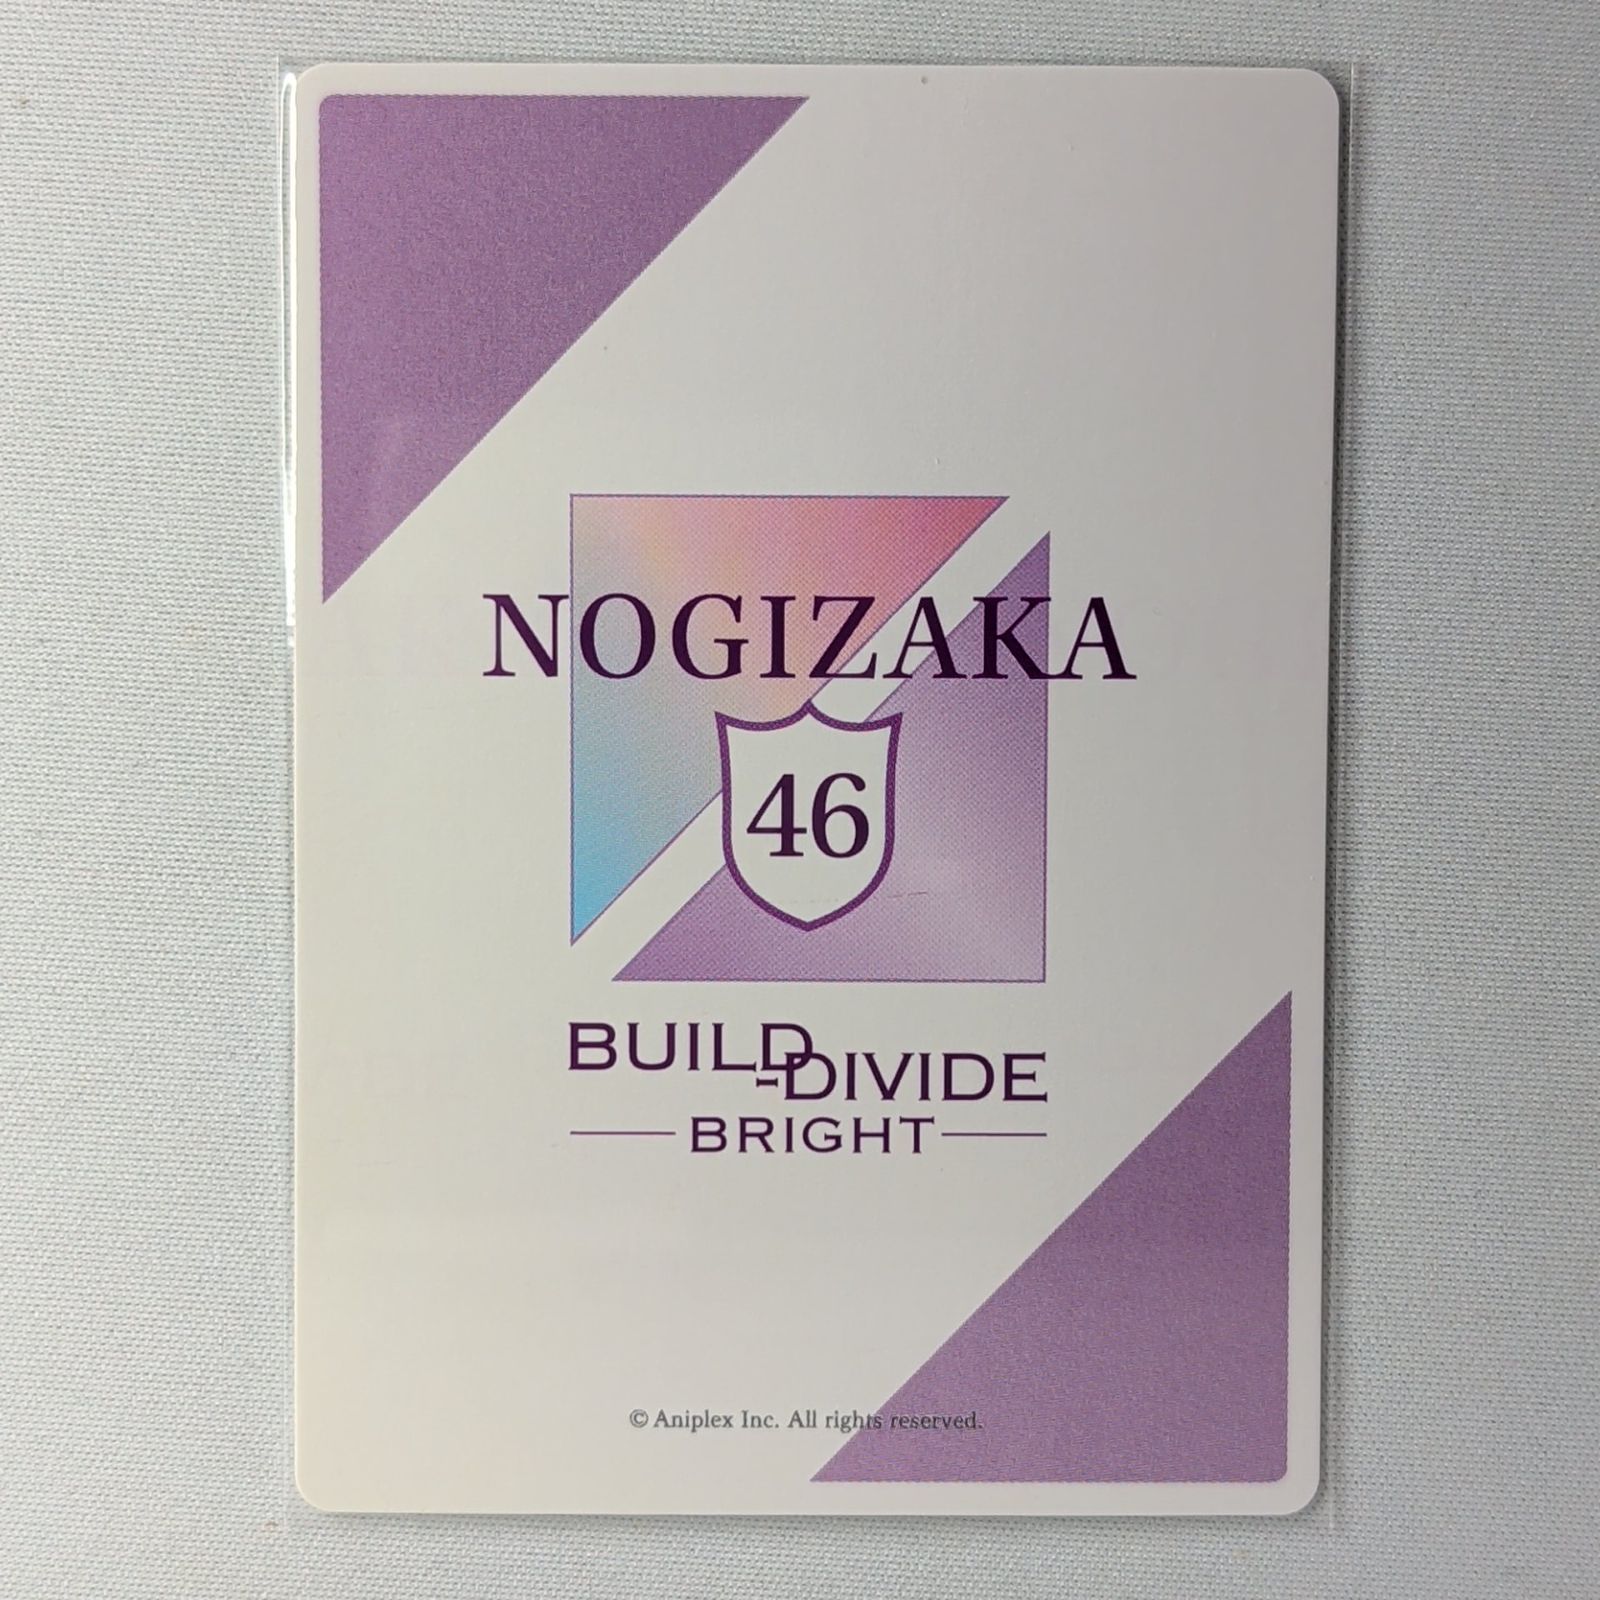 NOGIZAKA
46
BUILD-DIVIDE
BRIGHT
© Aniplex Inc. All rights reserved.